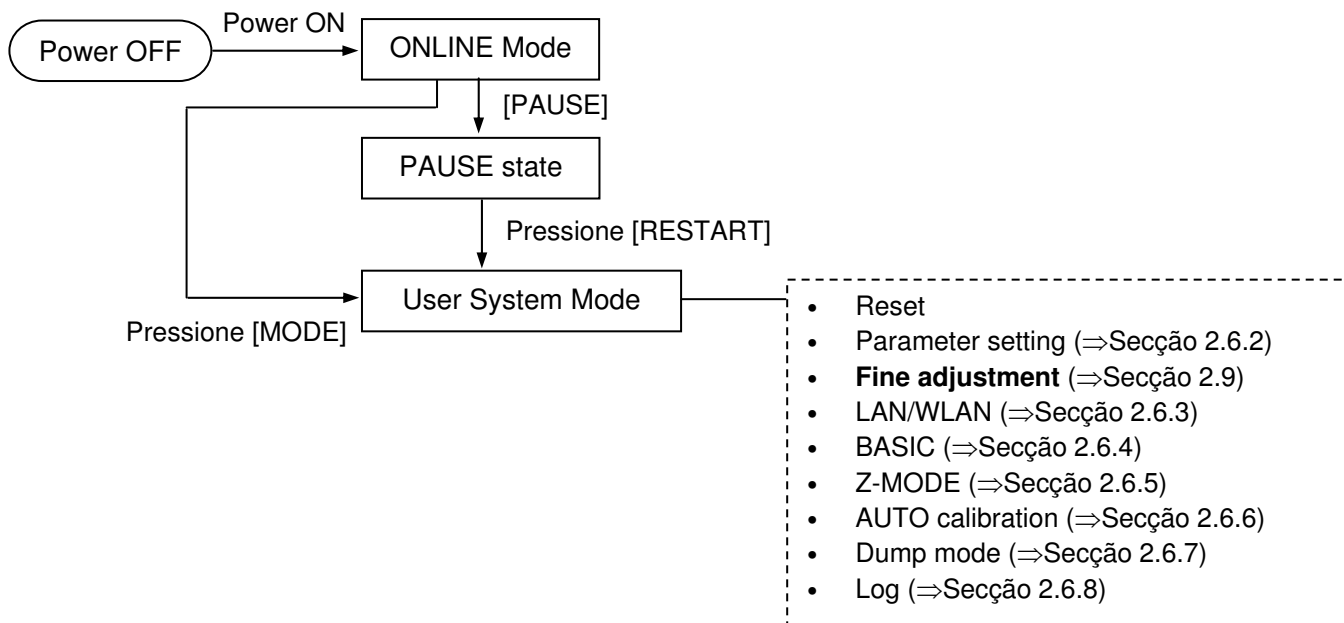 Power OFF
Power ON
ONLINE Mode
[PAUSE]
PAUSE state
Pressione [RESTART]
User System Mode
Pressione [MODE]
• Reset
• Parameter setting (⇒Secção 2.6.2)
• Fine adjustment (⇒Secção 2.9)
• LAN/WLAN (⇒Secção 2.6.3)
• BASIC (⇒Secção 2.6.4)
• Z-MODE (⇒Secção 2.6.5)
• AUTO calibration (⇒Secção 2.6.6)
• Dump mode (⇒Secção 2.6.7)
• Log (⇒Secção 2.6.8)